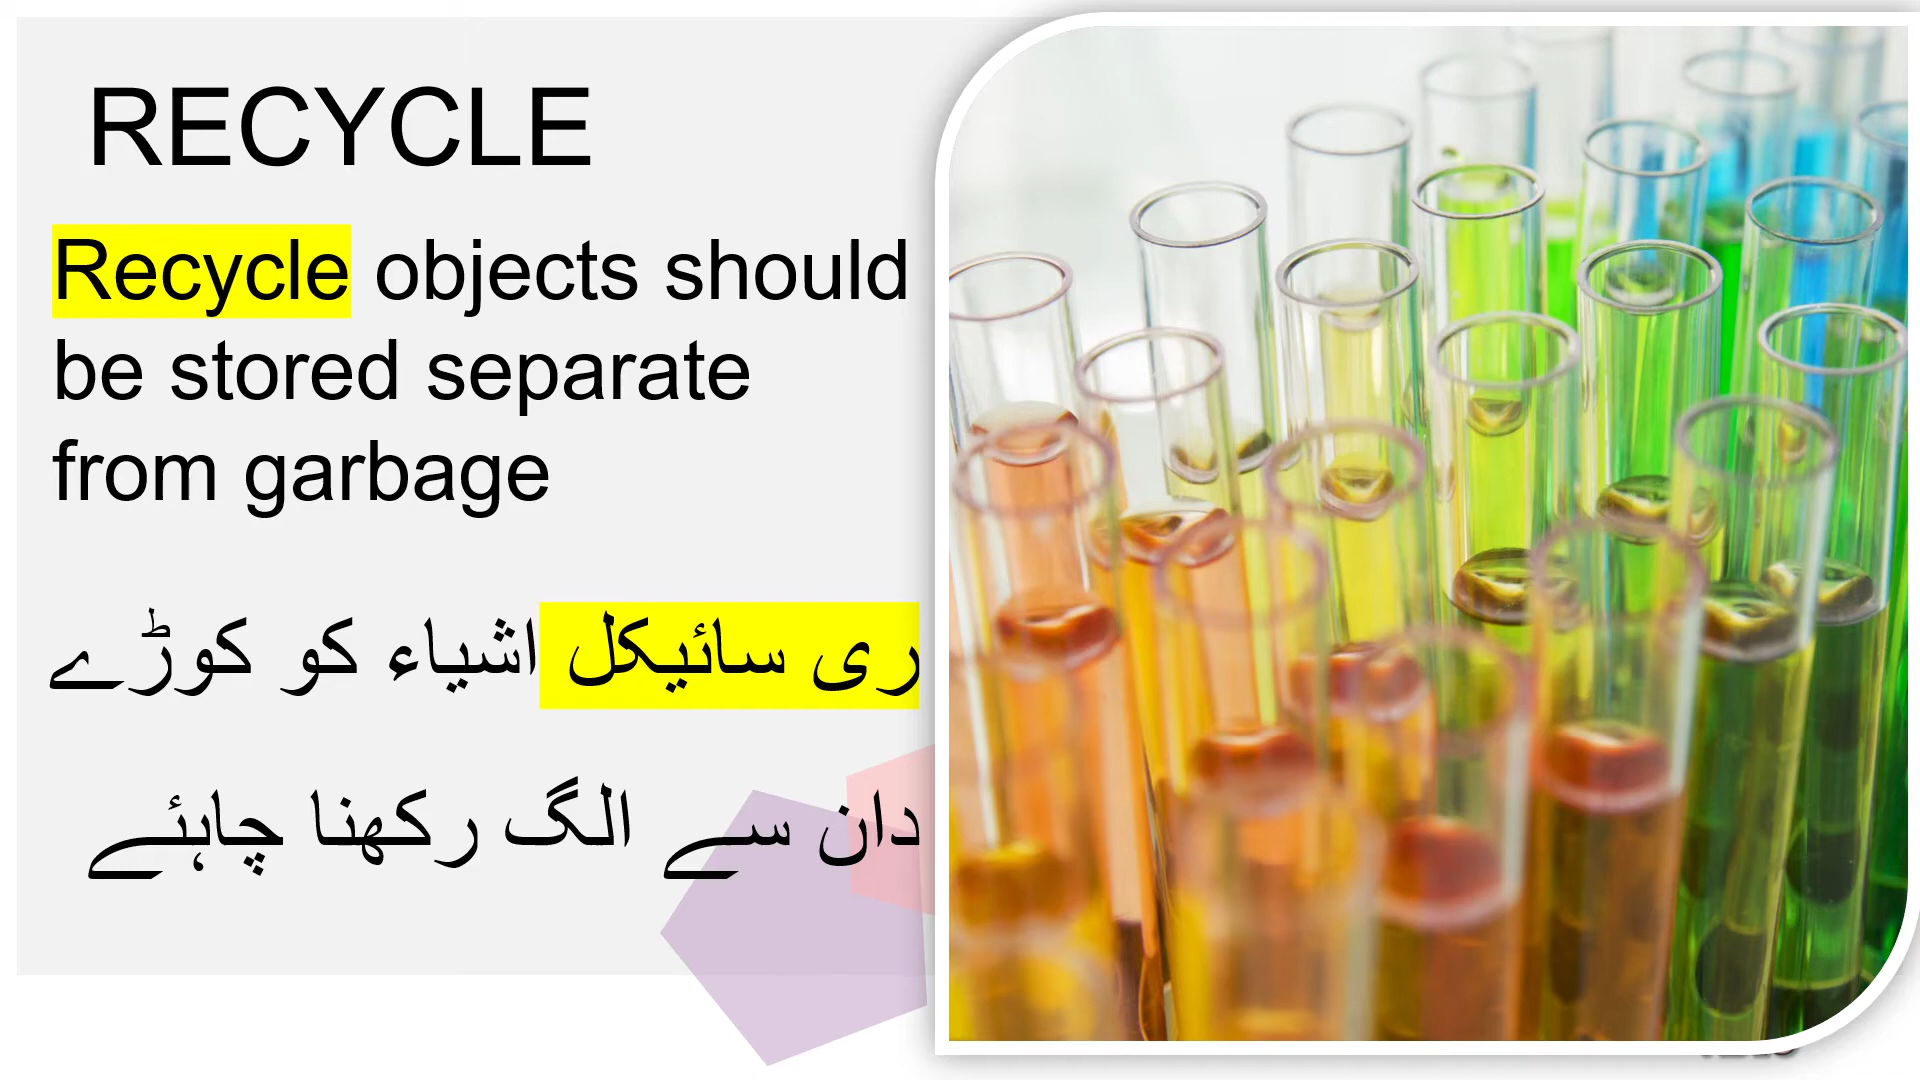 RECYCLE
Recycle objects should
be stored separate
from garbage
ری سائیکل اشیاء کو کوڑے
دان سے الگ رکھنا چاہئے